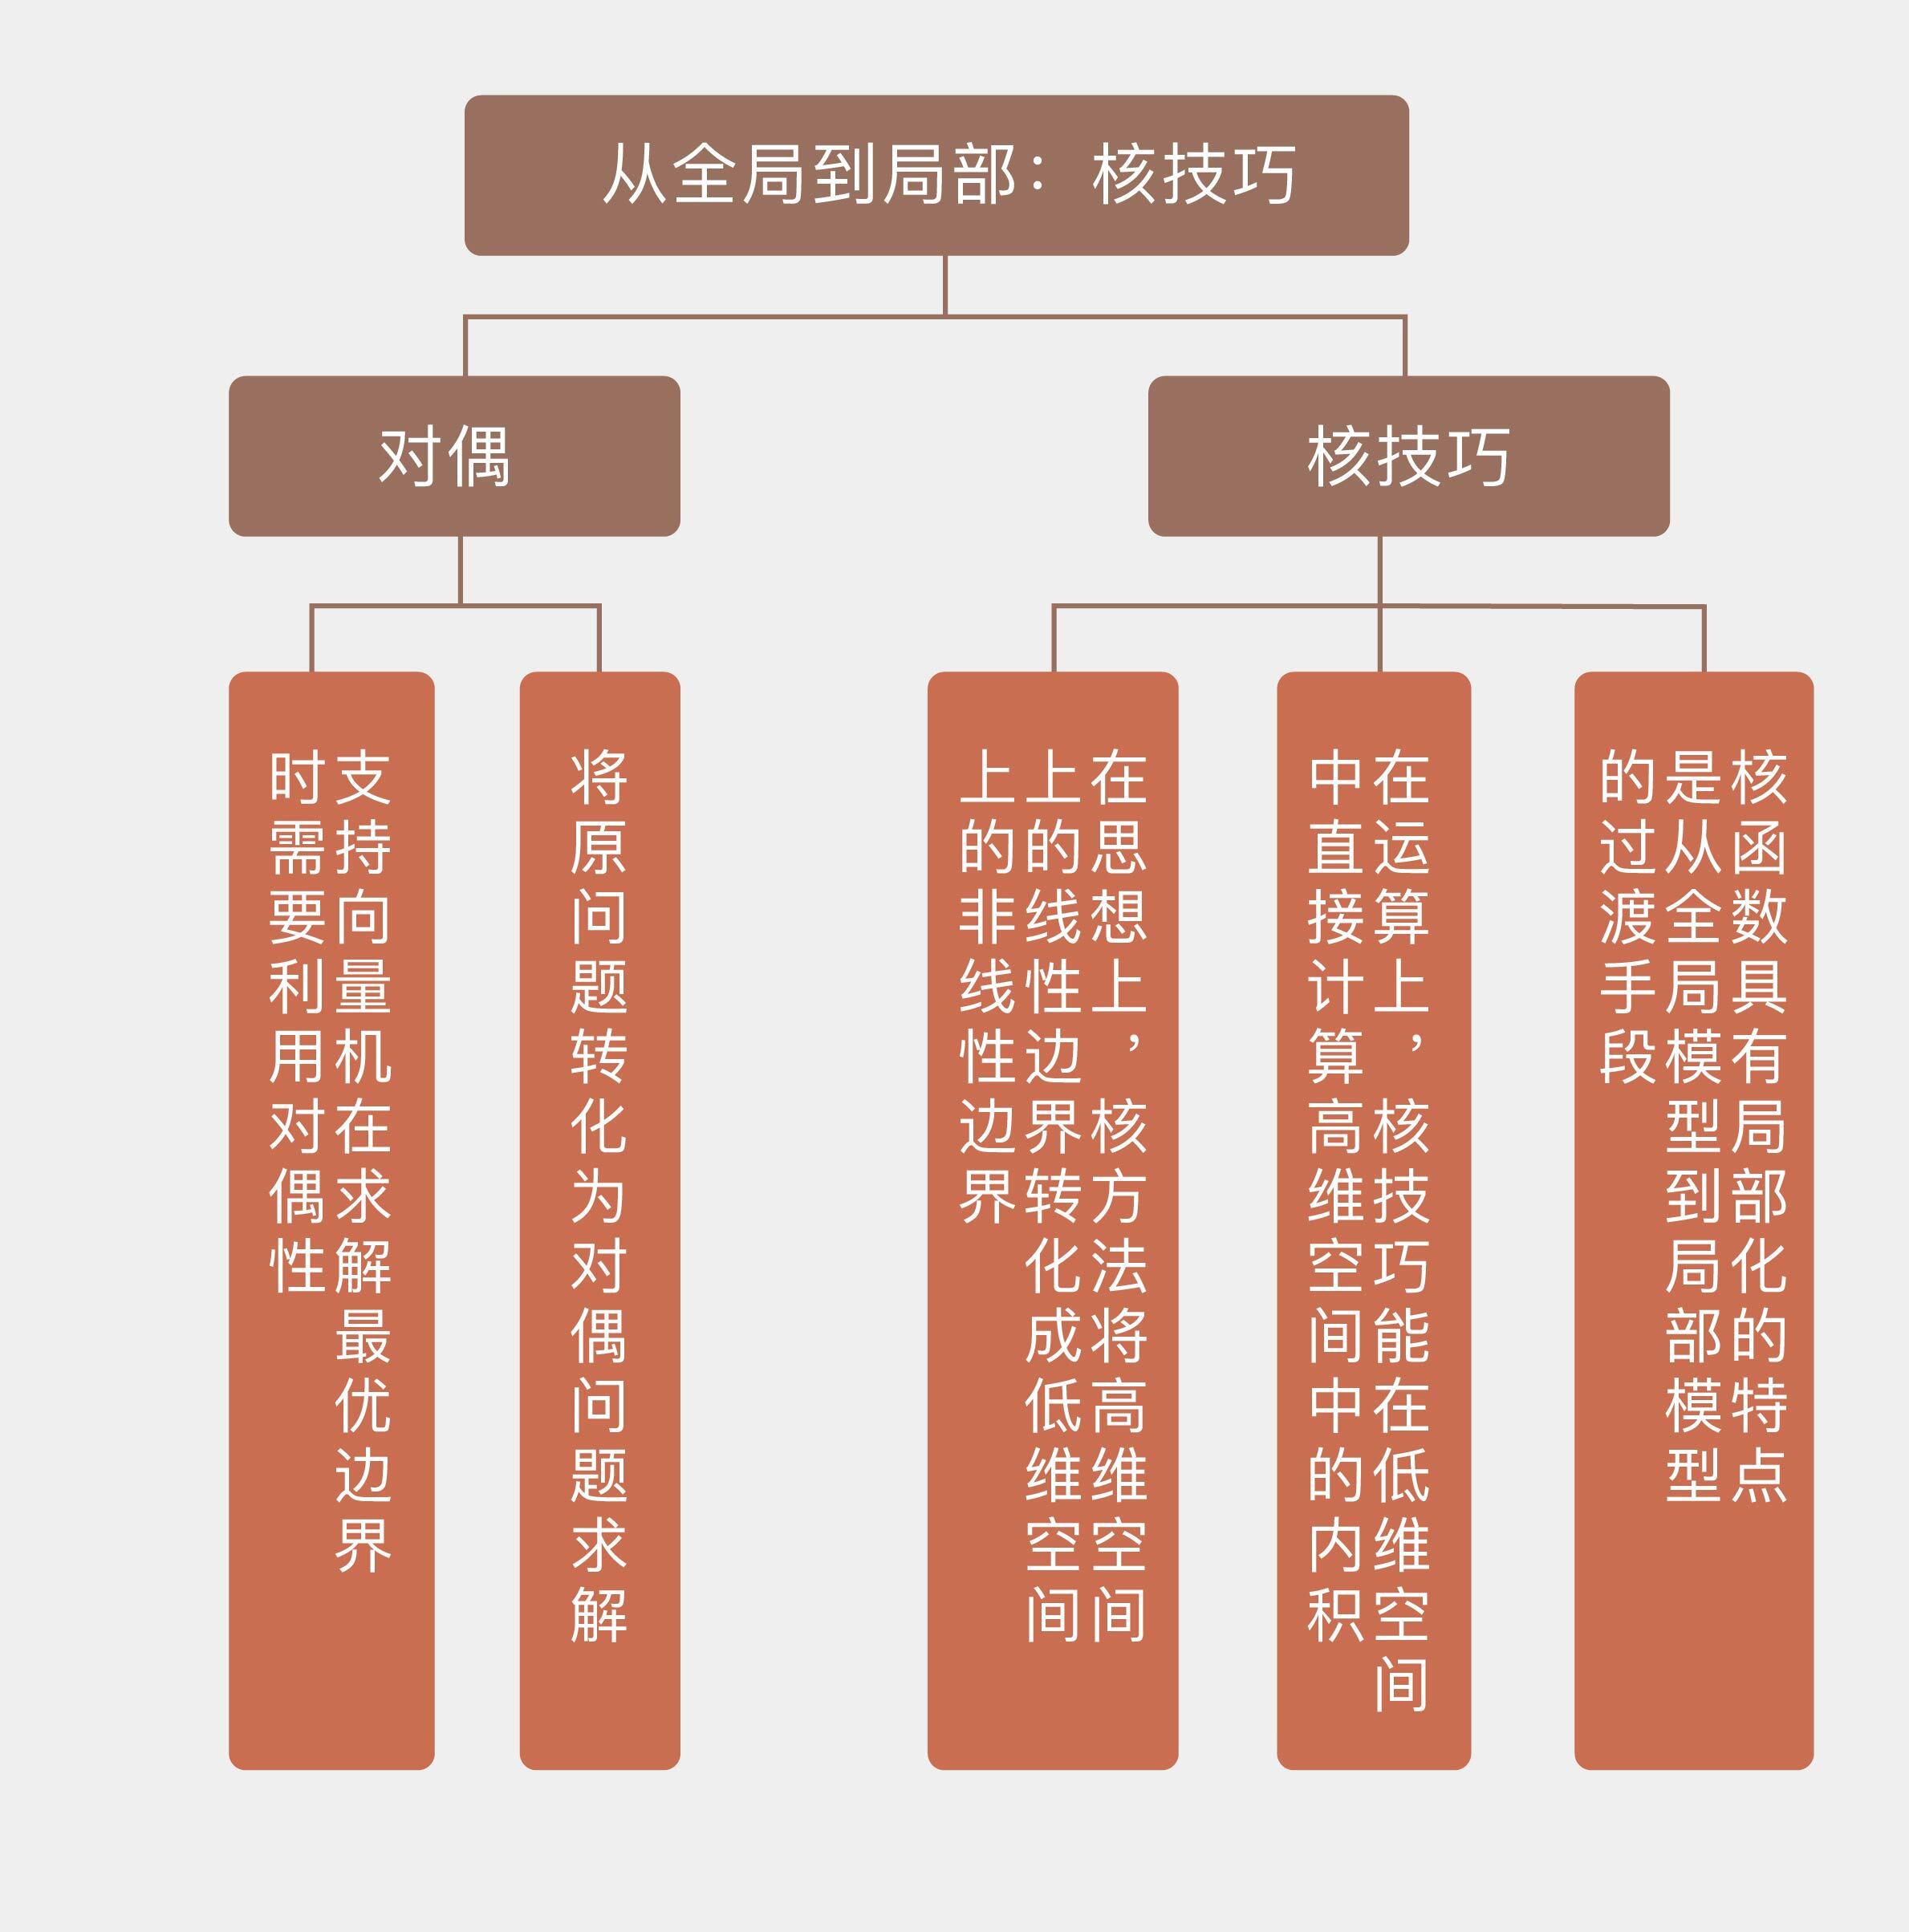 从全局到局部：核技巧
对偶
核技巧
支持向量机在求解最优边界
时需要利用对偶性
将原问题转化为对偶问题求解
在思想上，核方法将高维空间
上的线性边界转化成低维空间
上的非线性边界
在运算上，核技巧能在低维空间
中直接计算高维空间中的内积
核函数具有局部化的特点
是从全局模型到局部模型
的过渡手段